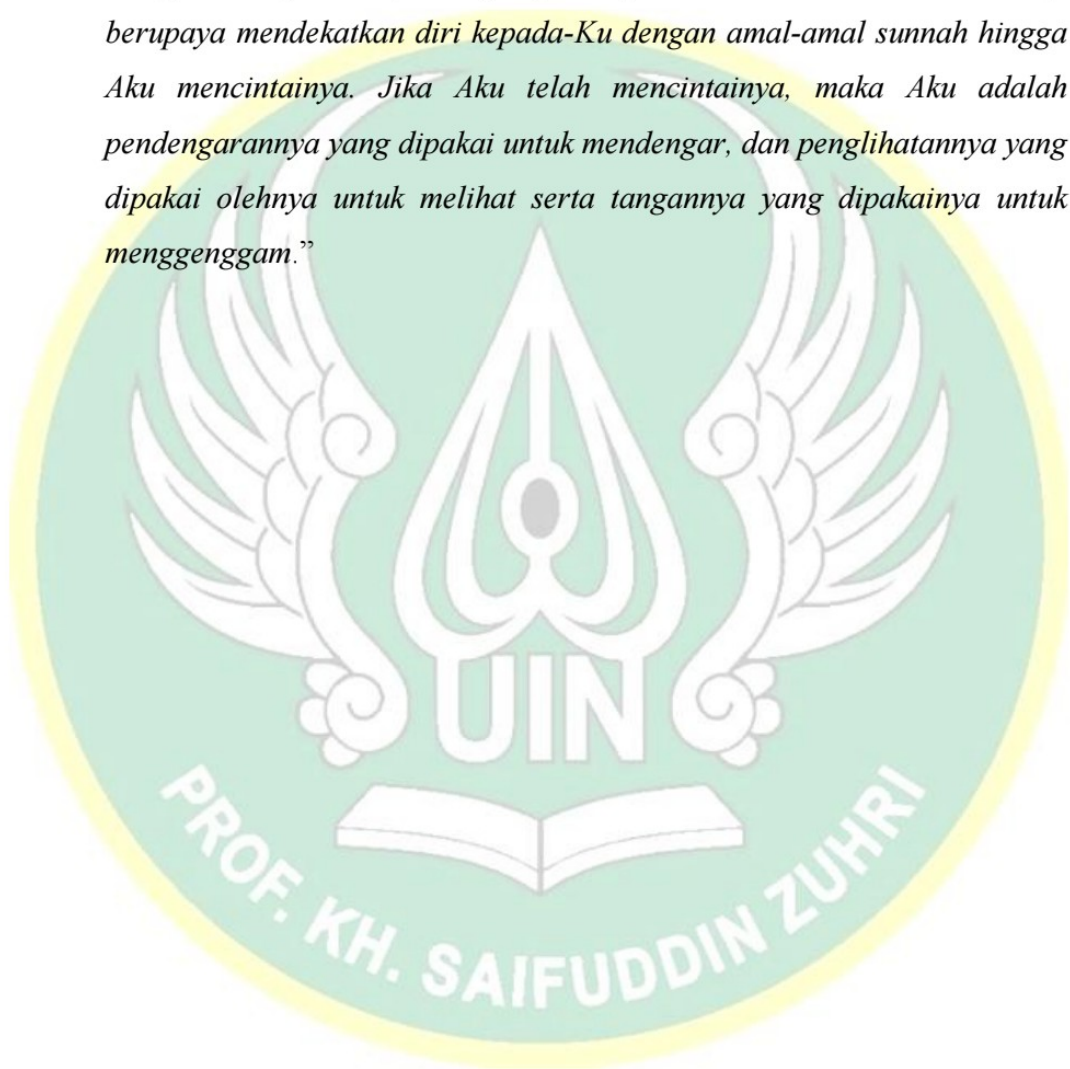 berupaya mendekatkan diri kepada-Ku dengan amal-amal sunnah hingga
Aku mencintainya. Jika Aku telah mencintainya, maka Aku adalah
pendengarannya yang dipakai untuk mendengar, dan penglihatannya yang
dipakai olehnya untuk melihat serta tangannya yang dipakainya untuk
menggenggam.”
UIN
PROF. KH. SAIFUDDIN ZUHRI